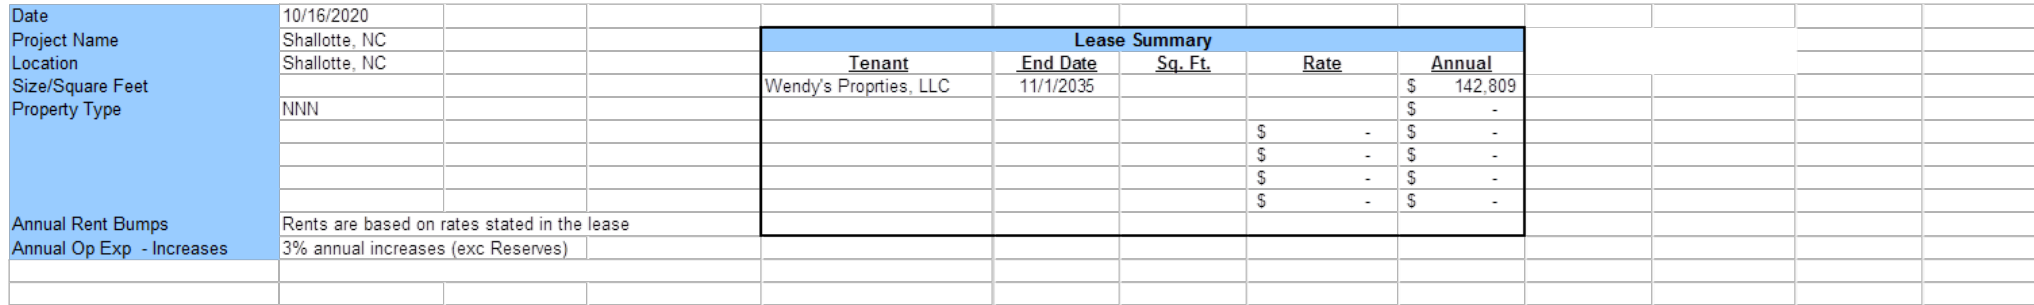 Date 10/16/2020
Project Name Shallotte, NC Lease Summary
Location Shallotte, NC Tenant End Date Sq. Ft. Rate Annual
Size/Square Feet Wendy's Proprties, LLC 11/1/2035 $ 142,809
Property Type NNN $ -
$ - $ -
$ - $ -
$ - $ -
$ - $ -
Annual Rent Bumps Rents are based on rates stated in the lease
Annual Op Exp - Increases 3% annual increases (exc Reserves)